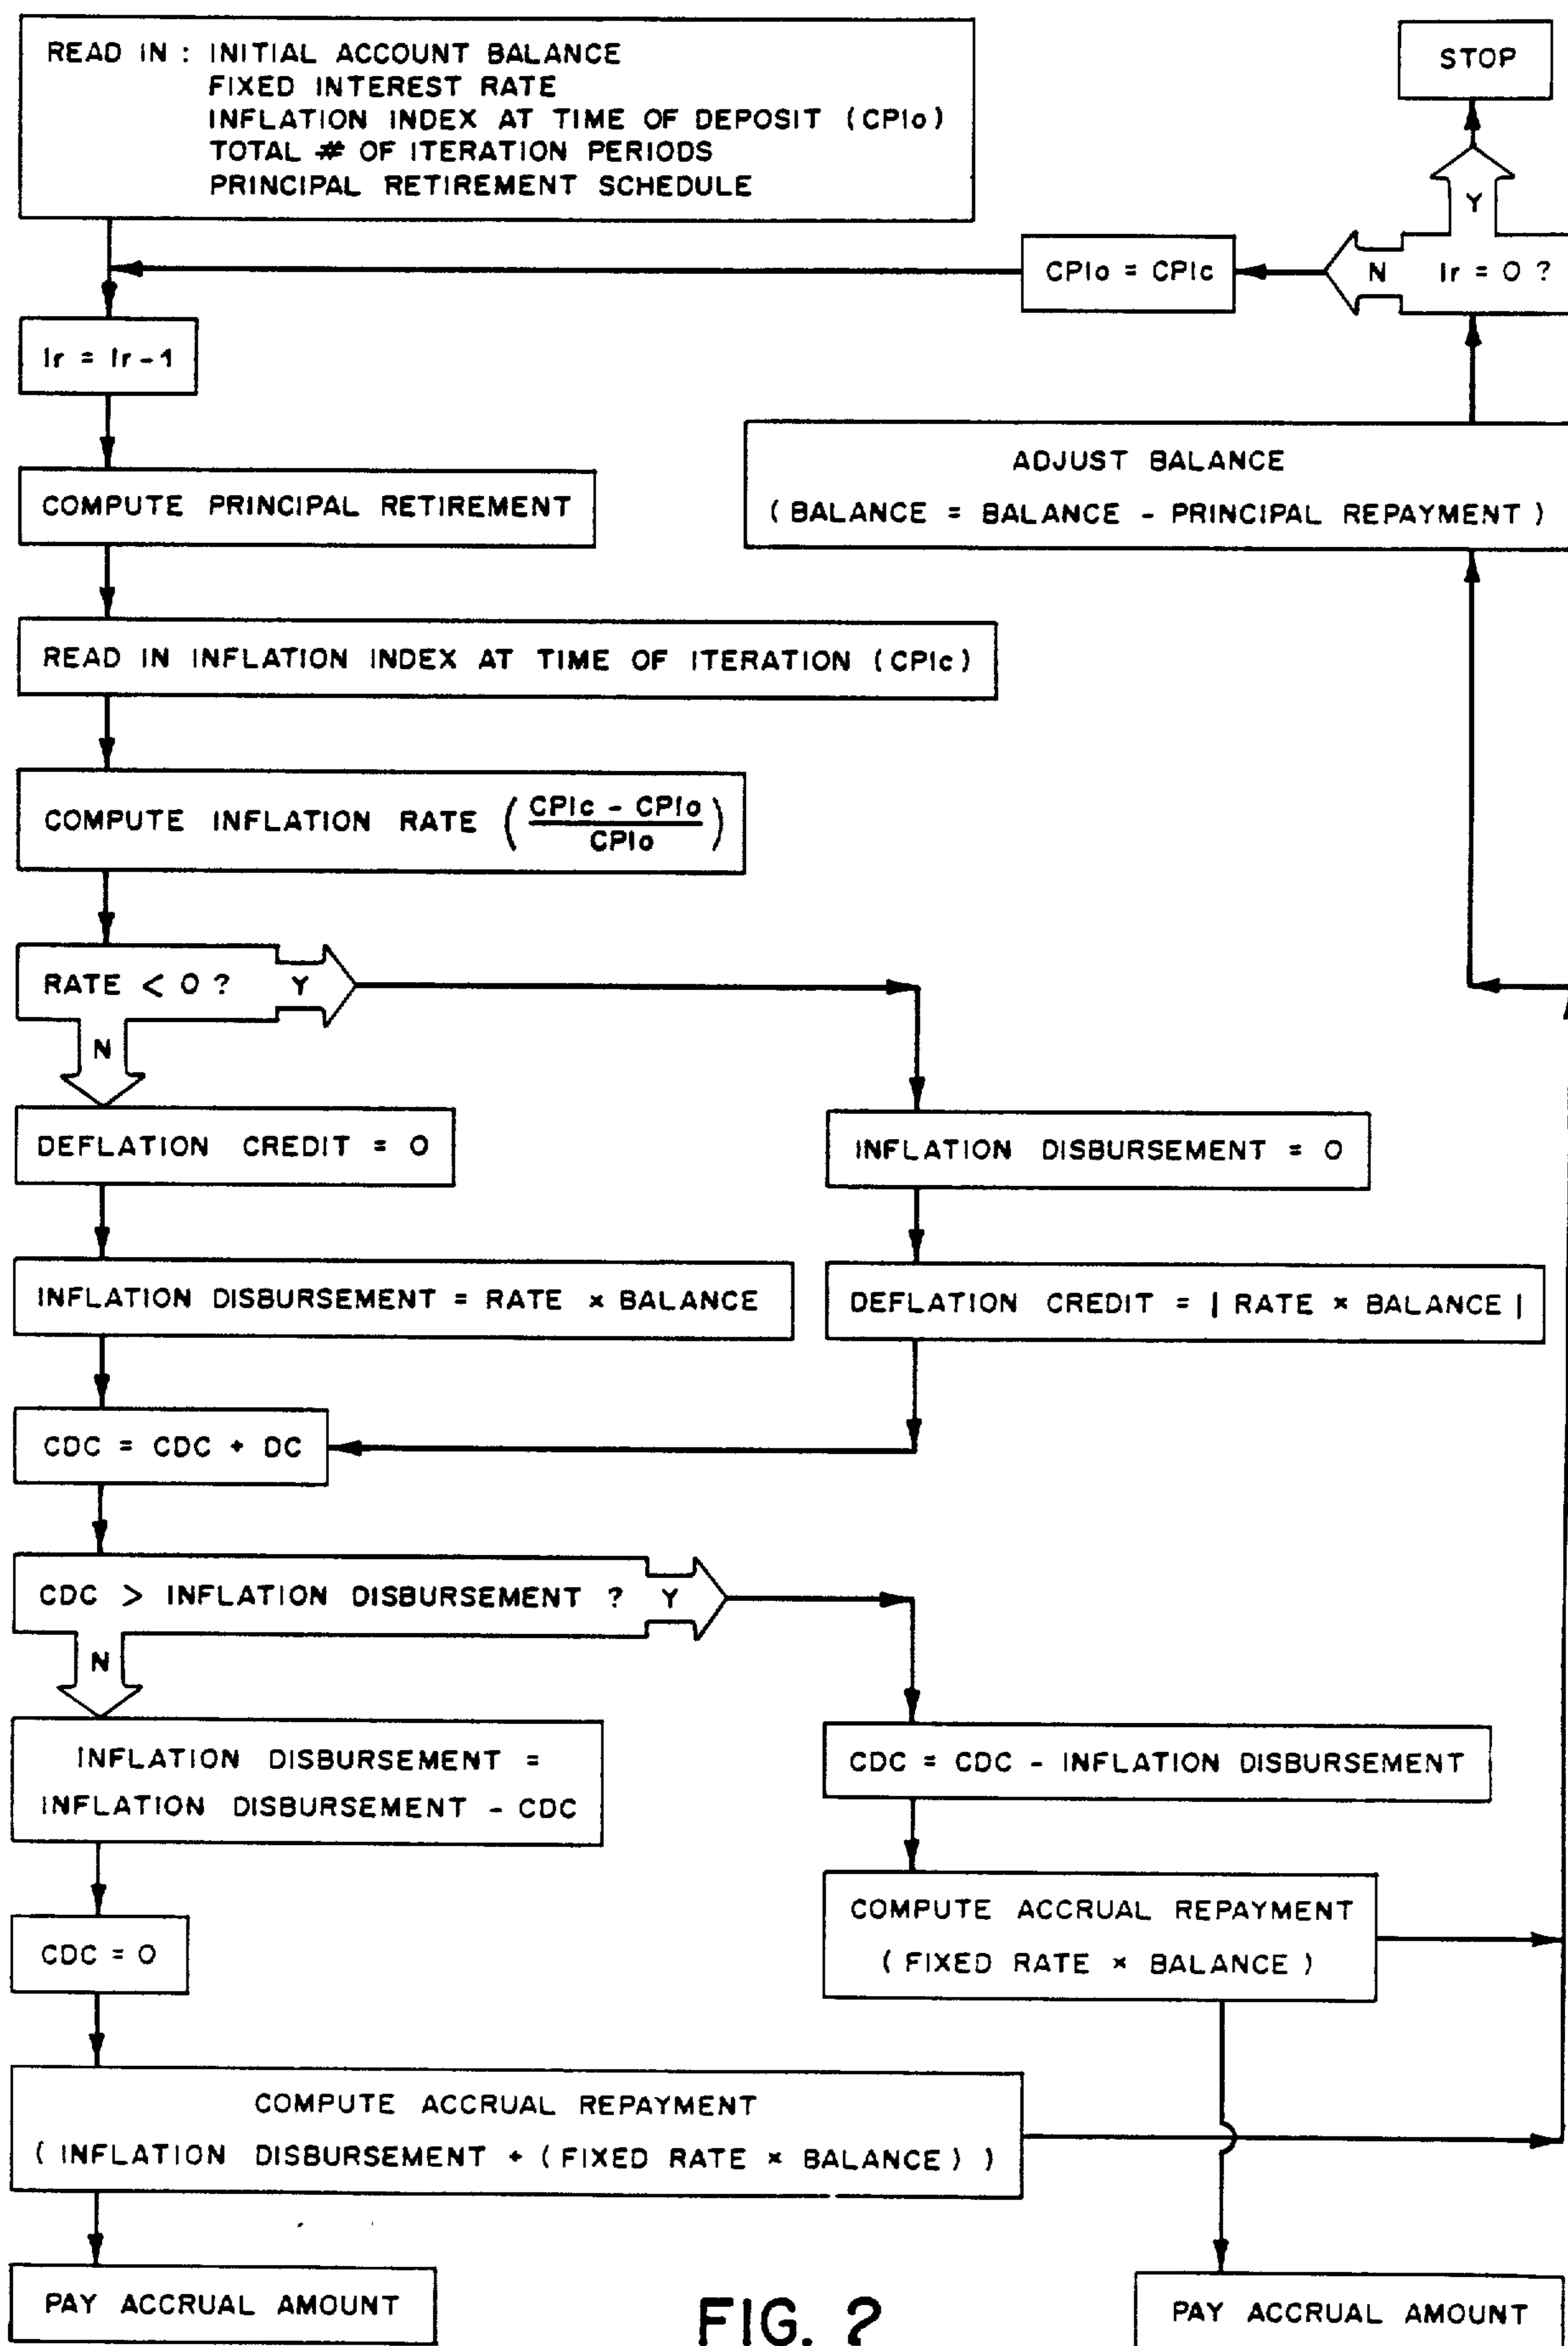 READ IN : INITIAL ACCOUNT BALANCE
FIXED INTEREST RATE
INFLATION INDEX AT TIME OF DEPOSIT (CPIo)
TOTAL # OF ITERATION PERIODS
PRINCIPAL RETIREMENT SCHEDULE
STOP
Y
Ir = 0 ?
N
CPIo = CPIc
Ir = Ir-1
ADJUST BALANCE
( BALANCE = BALANCE - PRINCIPAL REPAYMENT )
COMPUTE PRINCIPAL RETIREMENT
READ IN INFLATION INDEX AT TIME OF ITERATION (CPIc)
COMPUTE INFLATION RATE ( CPIc - CPIo
CPIo )
RATE < 0 ? Y
N
DEFLATION CREDIT = 0
INFLATION DISBURSEMENT = 0
INFLATION DISBURSEMENT = RATE × BALANCE
DEFLATION CREDIT = | RATE × BALANCE |
CDC = CDC + DC
CDC > INFLATION DISBURSEMENT ? Y
N
INFLATION DISBURSEMENT =
INFLATION DISBURSEMENT - CDC
CDC = CDC - INFLATION DISBURSEMENT
CDC = 0
COMPUTE ACCRUAL REPAYMENT
( FIXED RATE × BALANCE )
COMPUTE ACCRUAL REPAYMENT
( INFLATION DISBURSEMENT + ( FIXED RATE × BALANCE ) )
PAY ACCRUAL AMOUNT
PAY ACCRUAL AMOUNT
FIG. 2